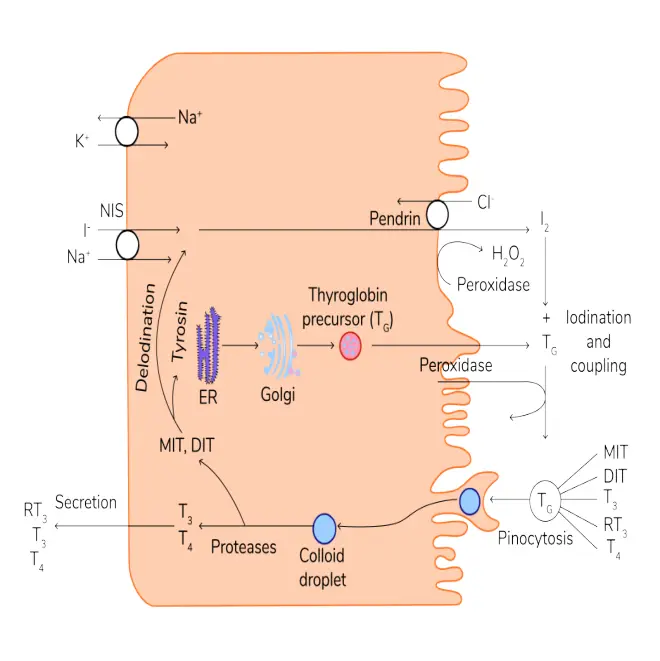 Na+
K+
NIS
I-
Na+
Pendrin
Cl-
I2
H2O2
Peroxidase
Thyroglobin
precursor (TG)
+
TG
Iodination
and
coupling
Delodination
Tyrosin
ER
Golgi
Peroxidase
MIT, DIT
MIT
DIT
T3
RT3
T4
TG
Pinocytosis
Secretion
RT3
T3
T4
T3
T4
Proteases
Colloid
droplet